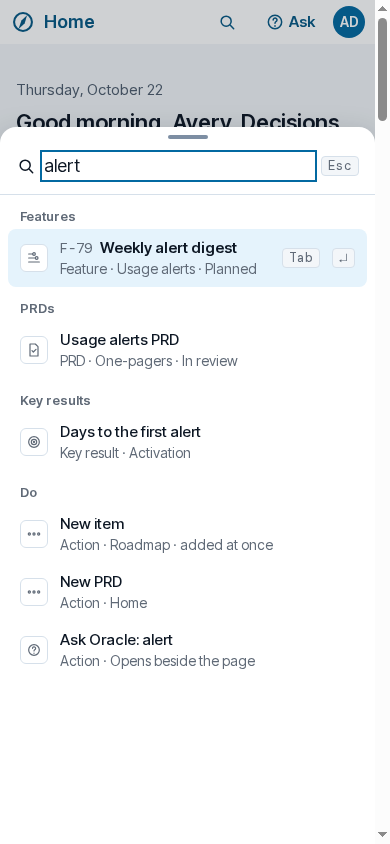 Home
Ask
AD
Thursday, October 22
Good morning, Avery. Decisions
alert
Esc
Features
F-79 Weekly alert digest
Tab
Feature · Usage alerts · Planned
PRDs
Usage alerts PRD
PRD · One-pagers · In review
Key results
Days to the first alert
Key result · Activation
Do
New item
Action · Roadmap · added at once
New PRD
Action · Home
Ask Oracle: alert
Action · Opens beside the page